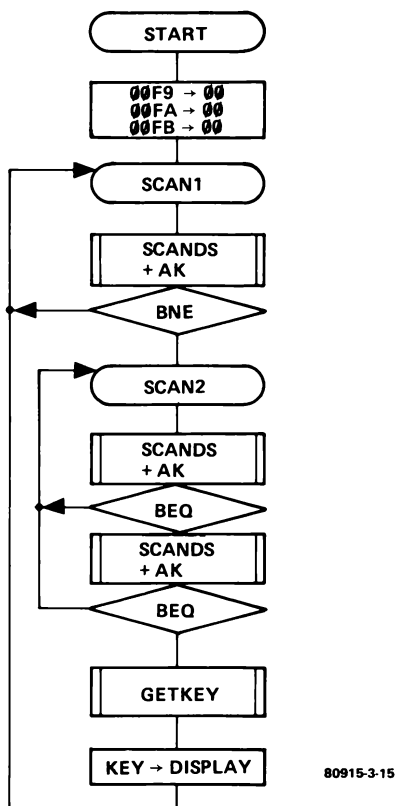 START
00F9 → 00
00FA → 00
00FB → 00
SCAN1
SCANDS
+ AK
BNE
SCAN2
SCANDS
+ AK
BEQ
SCANDS
+ AK
BEQ
GETKEY
KEY → DISPLAY
80915-3-15